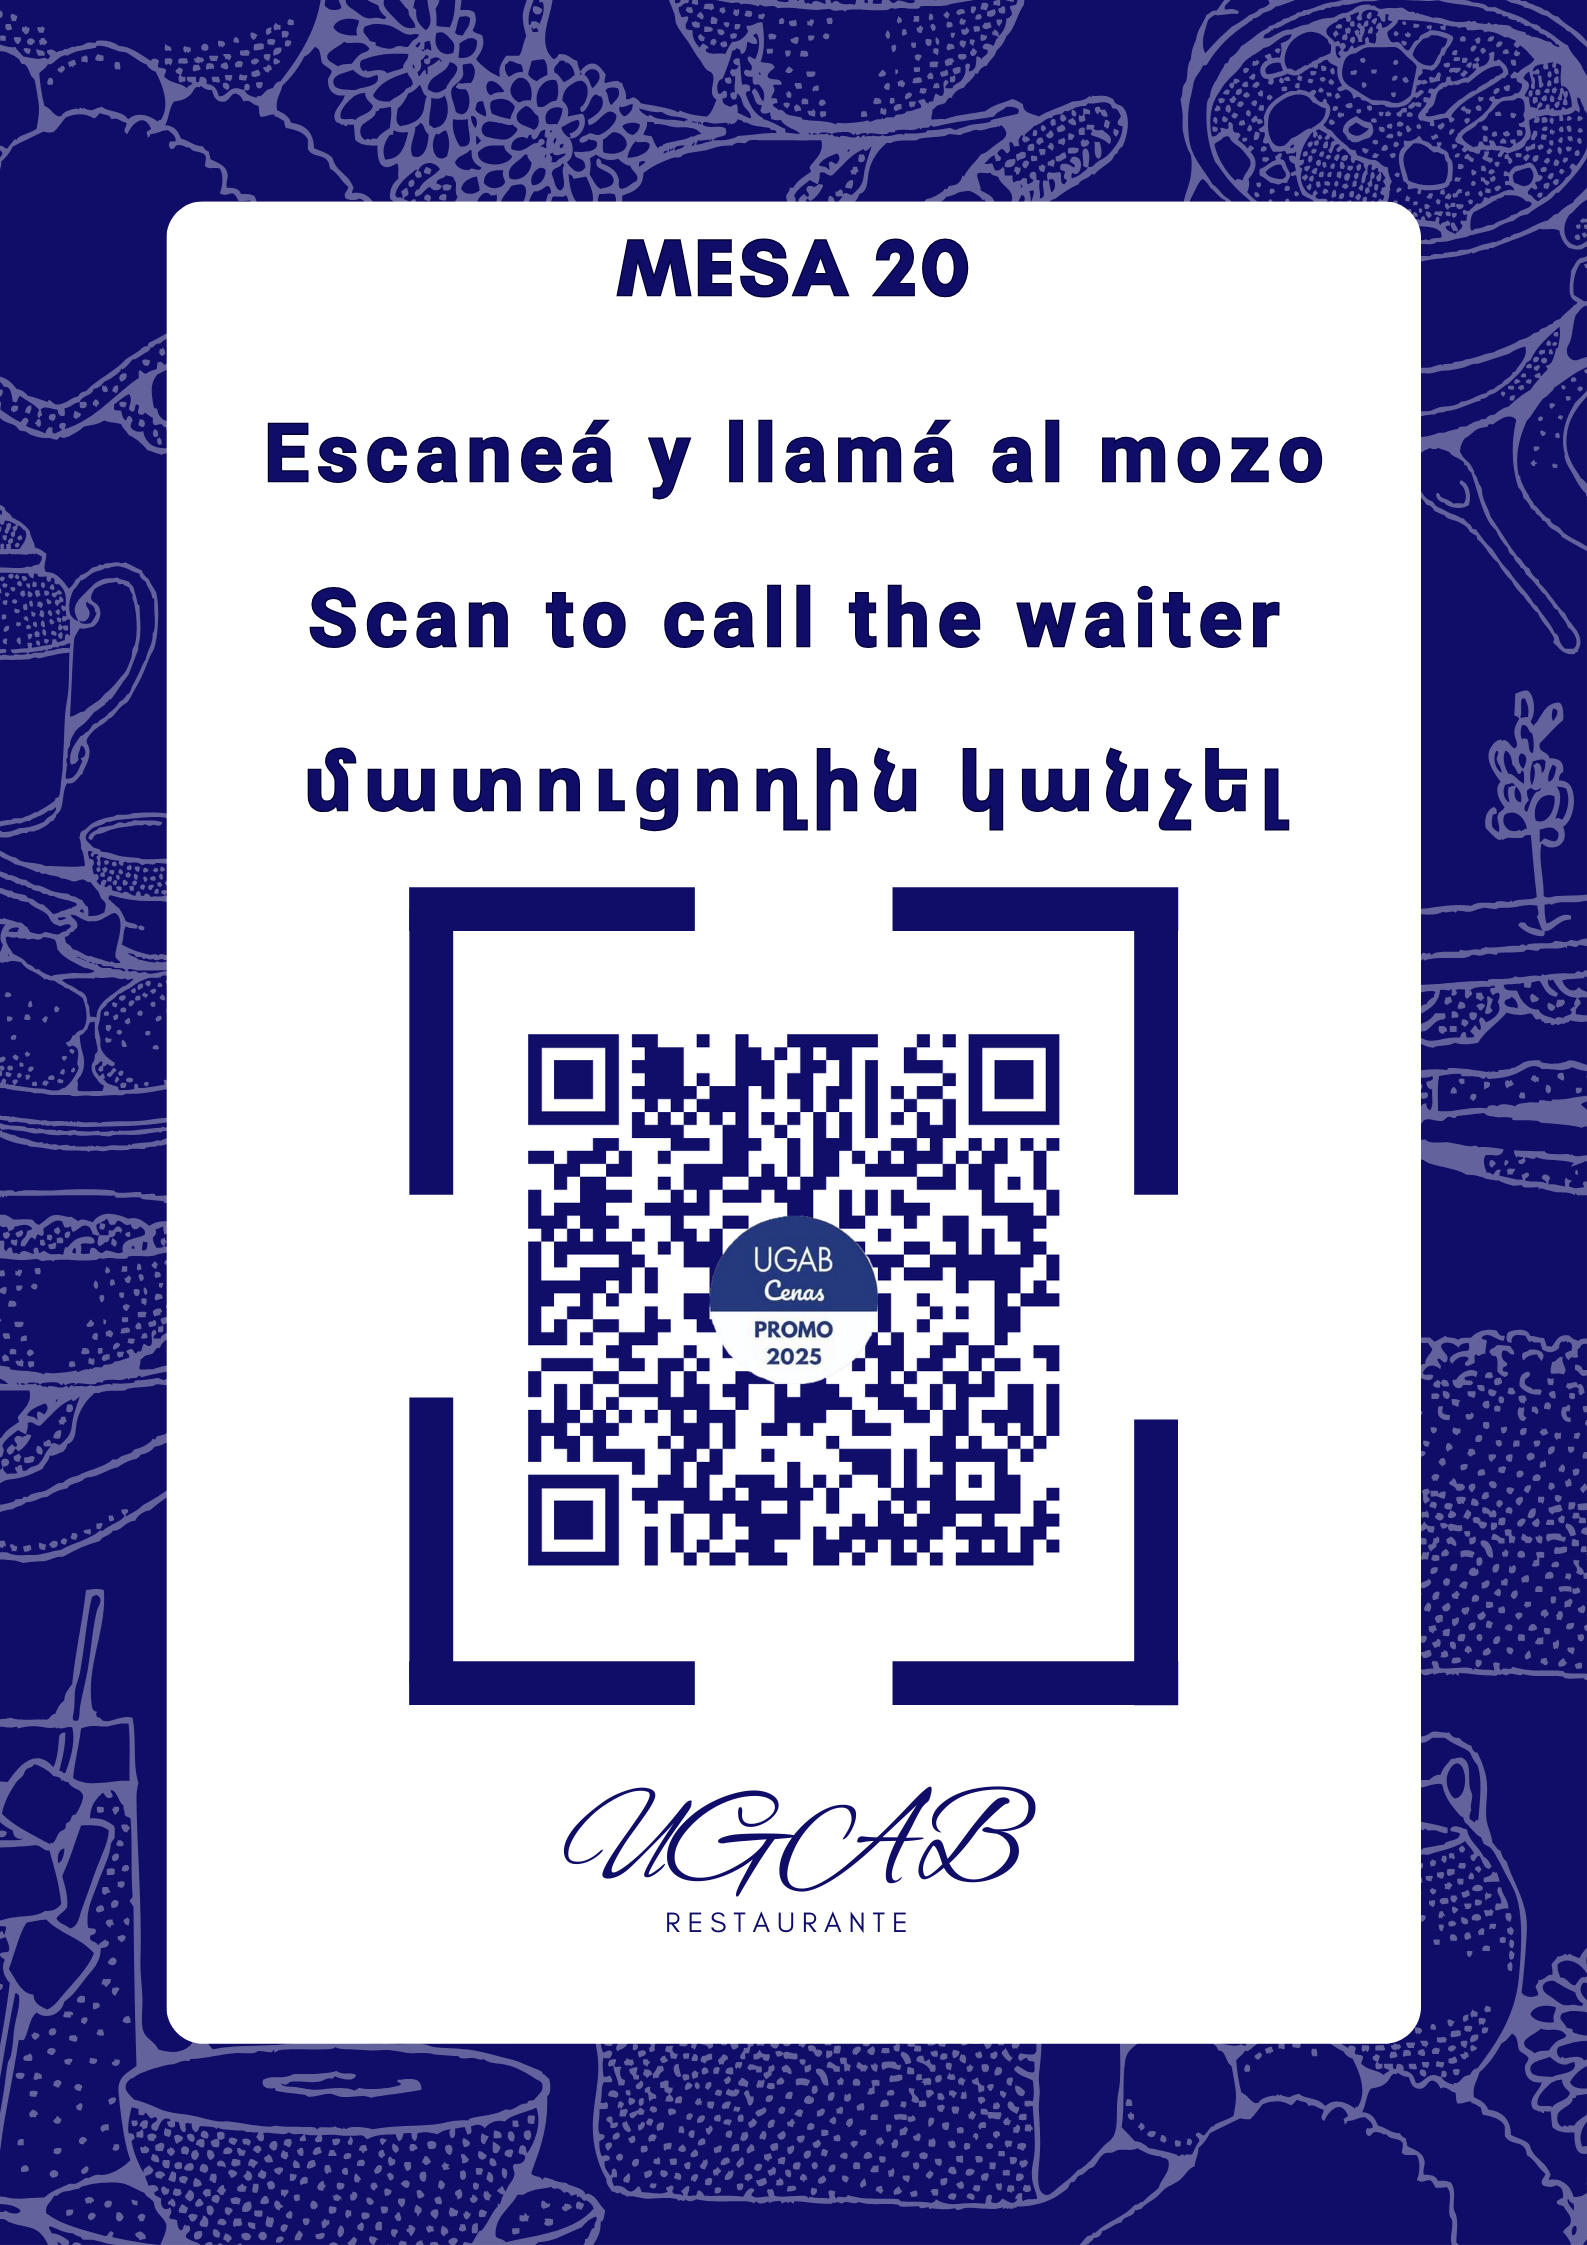 MESA 20
Escaneá y llamá al mozo
Scan to call the waiter
մատուցողին կանչել
UGAB
Cenas
PROMO
2025
UGAB
RESTAURANTE